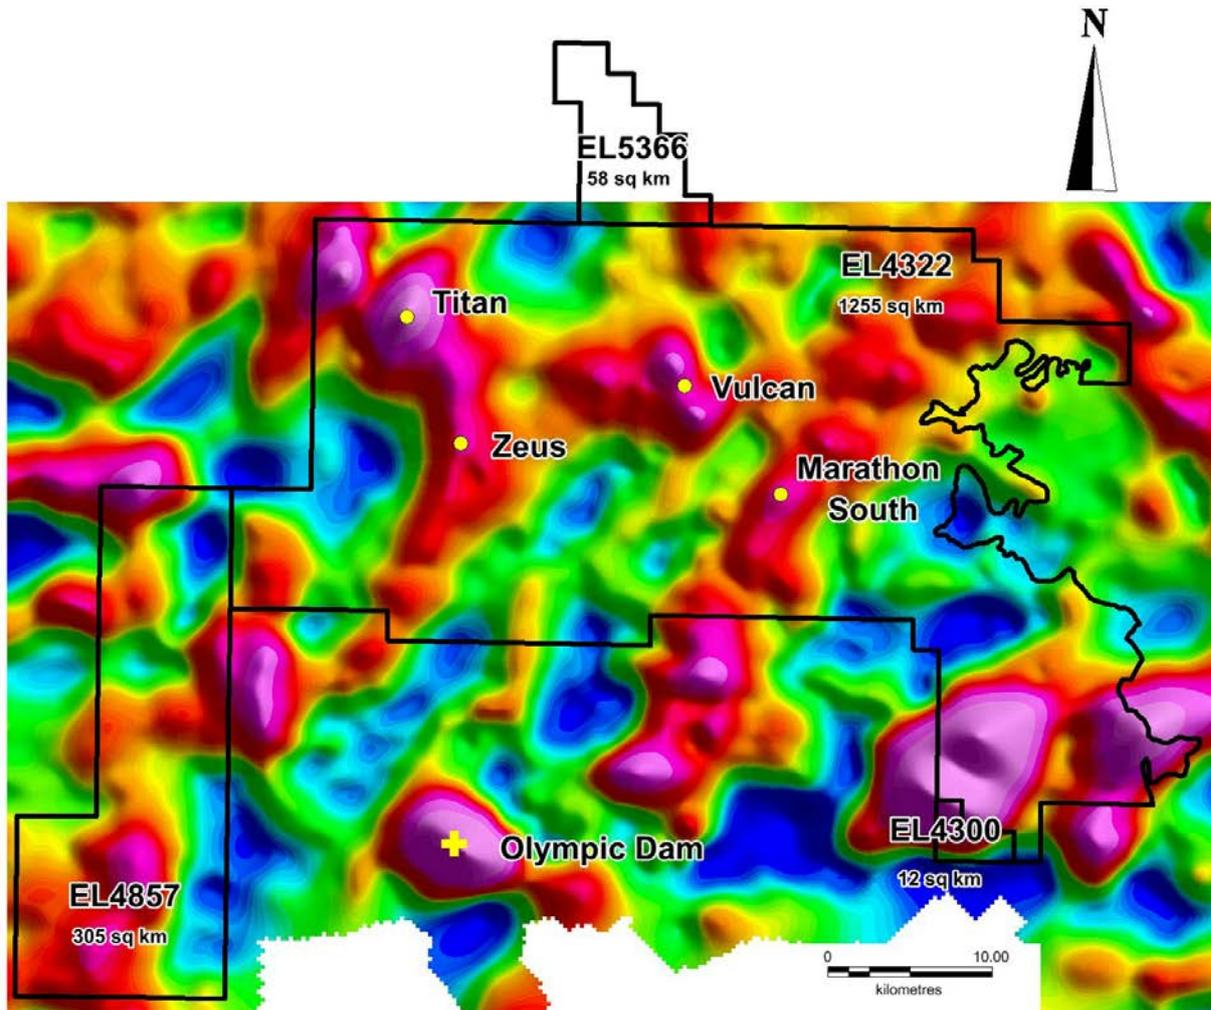 N
EL5366
58 sq km
EL4322
1255 sq km
Titan
Vulcan
Zeus
Marathon
South
EL4300
12 sq km
Olympic Dam
EL4857
305 sq km
0 10.00
kilometres